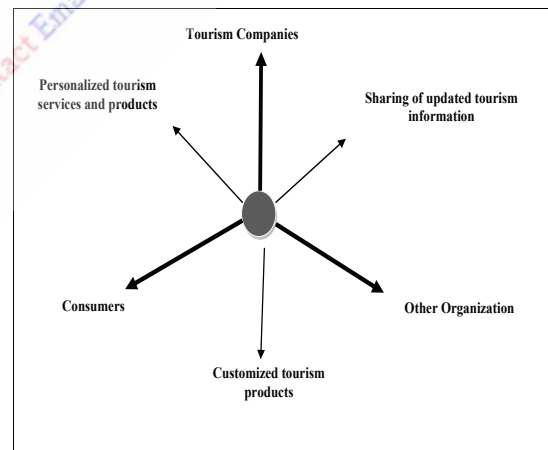 Tourism Companies
Personalized tourism
services and products
Sharing of updated tourism
information
Consumers
Other Organization
Customized tourism
products